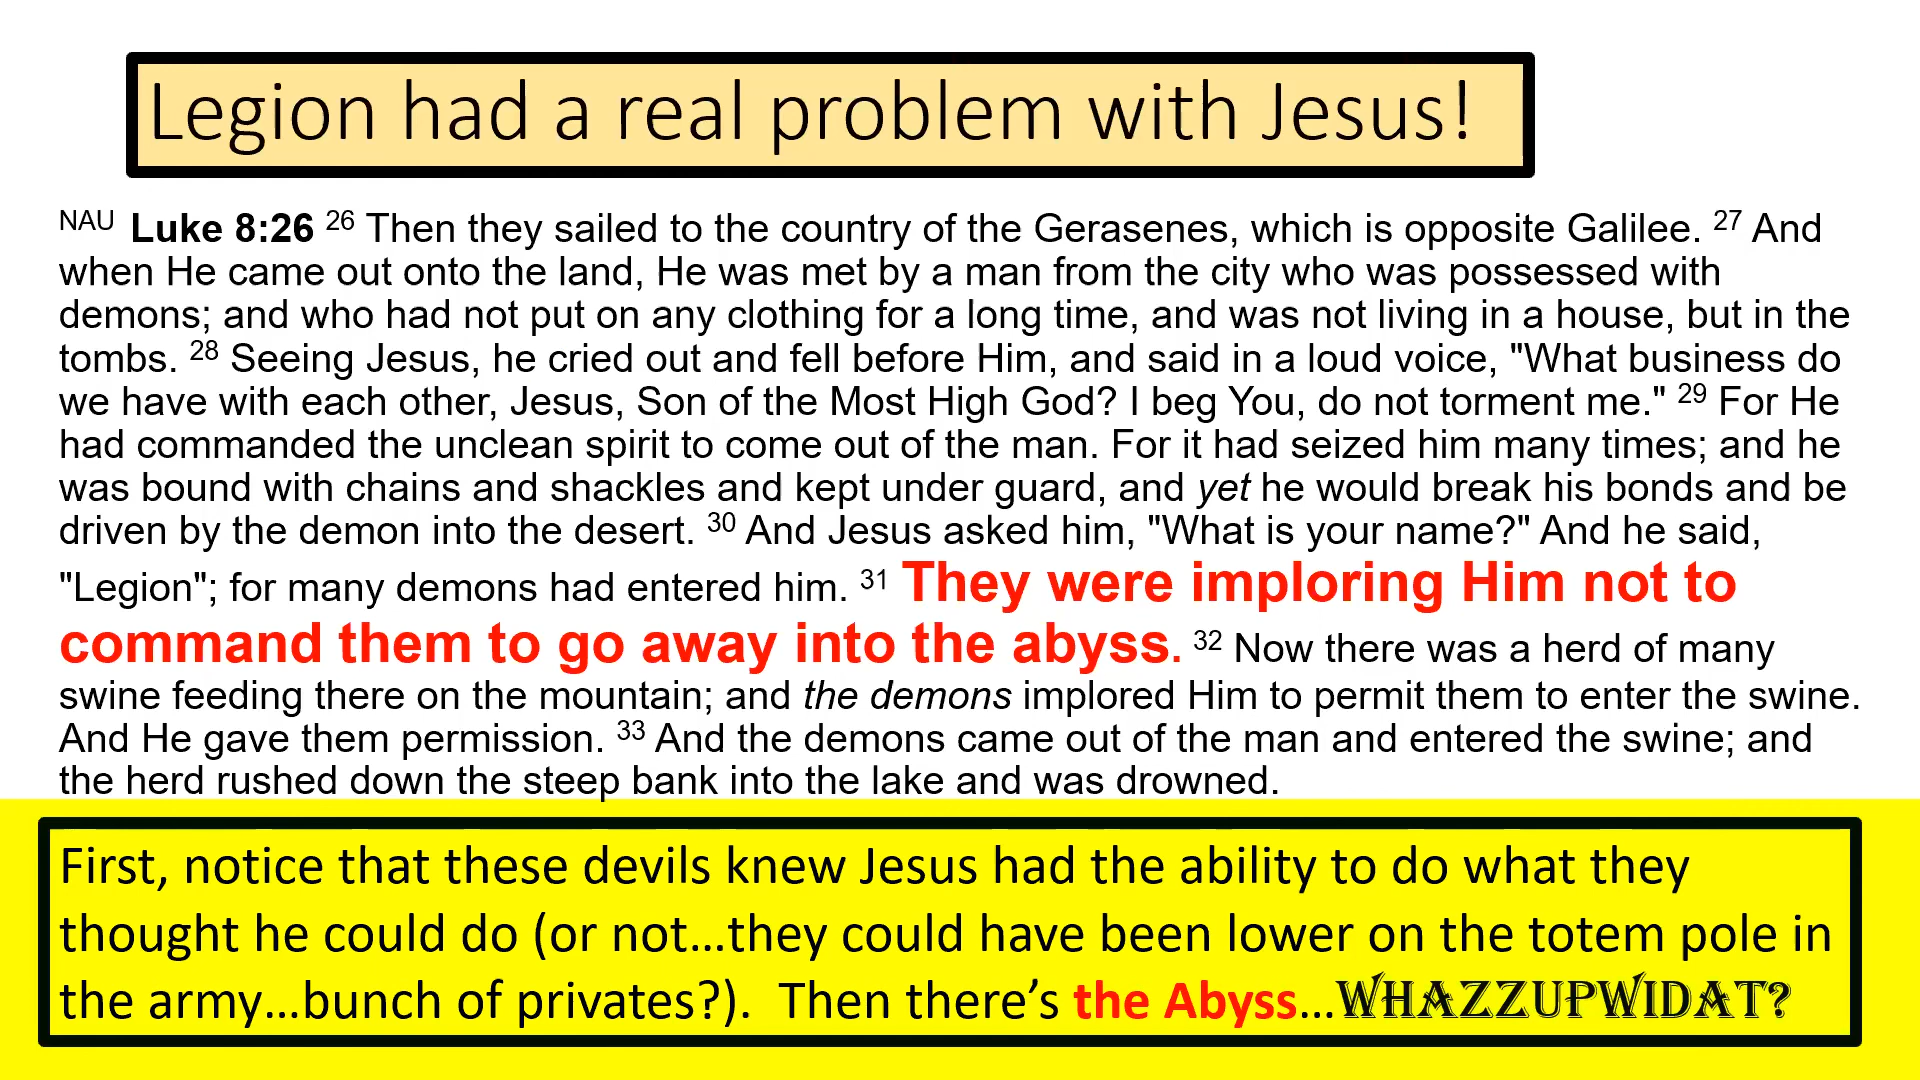 Legion had a real problem with Jesus!
NAU Luke 8:26 26 Then they sailed to the country of the Gerasenes, which is opposite Galilee. 27 And
when He came out onto the land, He was met by a man from the city who was possessed with
demons; and who had not put on any clothing for a long time, and was not living in a house, but in the
tombs. 28 Seeing Jesus, he cried out and fell before Him, and said in a loud voice, "What business do
we have with each other, Jesus, Son of the Most High God? I beg You, do not torment me." 29 For He
had commanded the unclean spirit to come out of the man. For it had seized him many times; and he
was bound with chains and shackles and kept under guard, and yet he would break his bonds and be
driven by the demon into the desert. 30 And Jesus asked him, "What is your name?" And he said,
"Legion"; for many demons had entered him. 31 They were imploring Him not to
command them to go away into the abyss. 32 Now there was a herd of many
swine feeding there on the mountain; and the demons implored Him to permit them to enter the swine.
And He gave them permission. 33 And the demons came out of the man and entered the swine; and
the herd rushed down the steep bank into the lake and was drowned.
First, notice that these devils knew Jesus had the ability to do what they
thought he could do (or not…they could have been lower on the totem pole in
the army…bunch of privates?).  Then there’s the Abyss…WHAZZUPWIDAT?